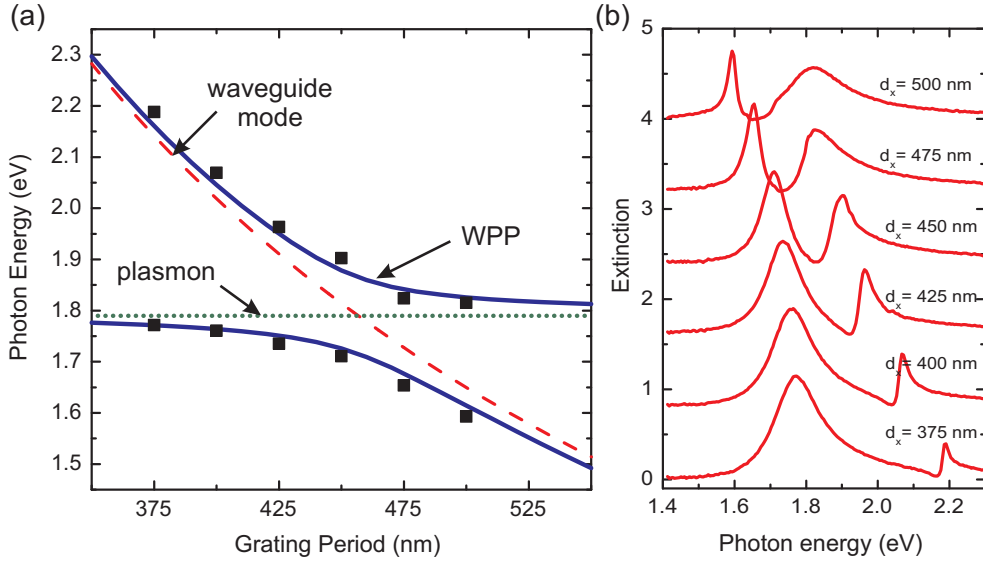 (a)
2.3
2.2
2.1
2.0
1.9
1.8
1.7
1.6
1.5
Photon Energy (eV)
waveguide
mode
WPP
plasmon
375
425
475
525
Grating Period (nm)
(b)
5
4
3
2
1
0
Extinction
dx= 500 nm
dx= 475 nm
dx= 450 nm
dx= 425 nm
dx= 400 nm
dx= 375 nm
1.4
1.6
1.8
2.0
2.2
Photon energy (eV)